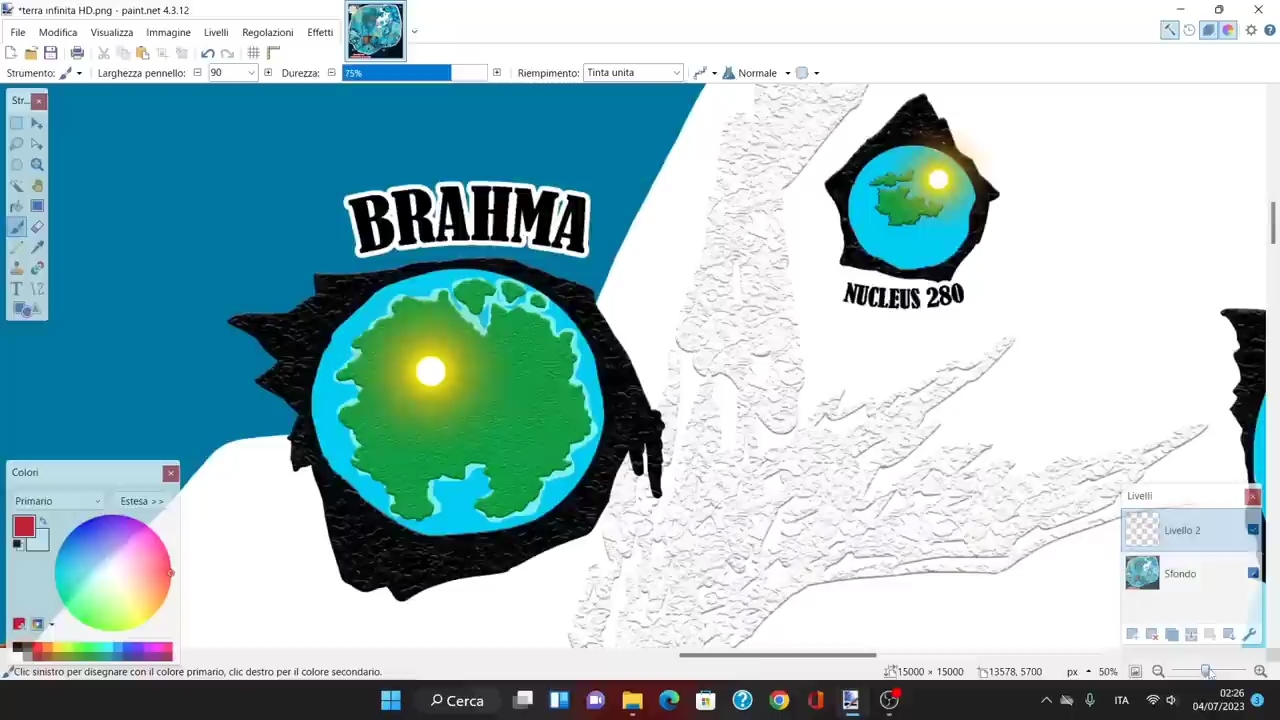 *terra infinita HD.png - paint.net 4.3.12
File Modifica Visualizza Immagine Livelli Regolazioni Effetti
Strumento: Larghezza pennello: 90 Durezza: 75% Riempimento: Tinta unita Normale
Str...
BRAHMA
NUCLEUS 280
Colori
Primario Estesa >>
Livelli
Livello 2
Sfondo
Clic sinistro per disegnare con il colore primario, clic destro per il colore secondario.
15000 × 15000 13578, 5700 px 50%
Cerca
ITA 02:26
04/07/2023
3